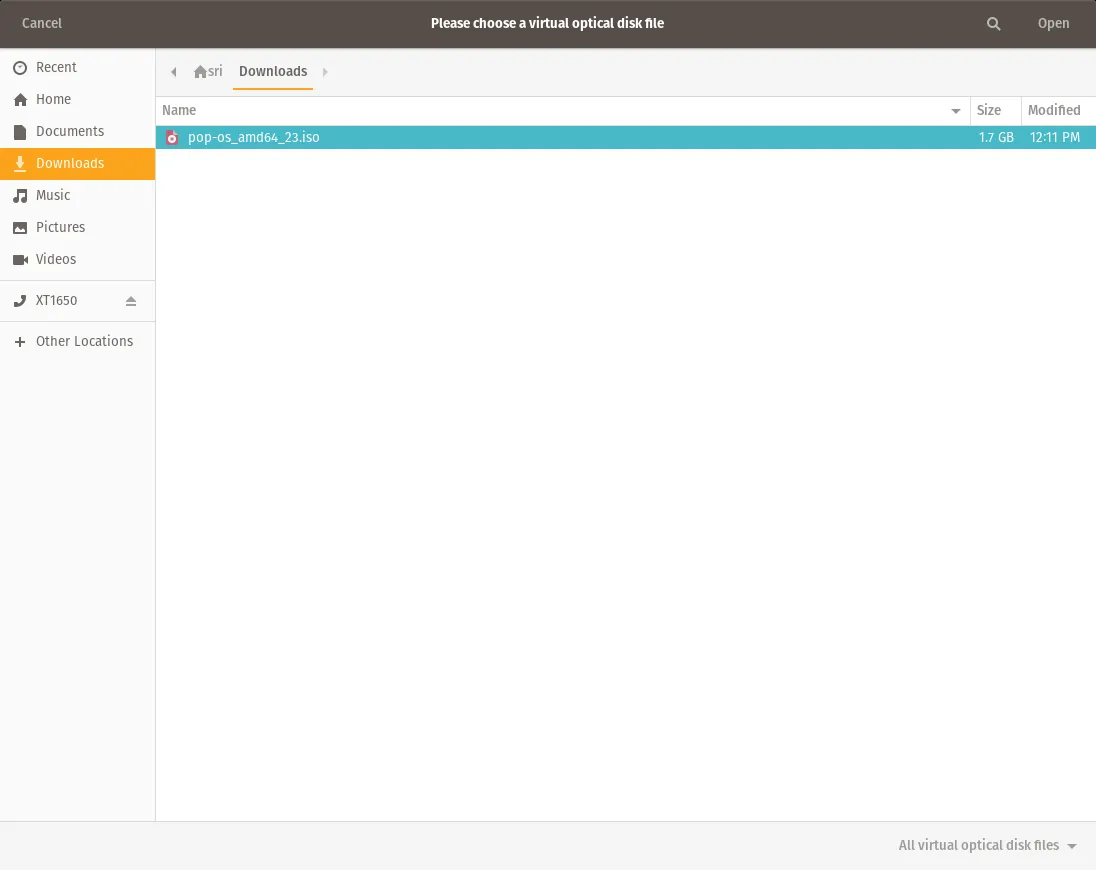 Cancel Please choose a virtual optical disk file Open
Recent
Home
Documents
Downloads
Music
Pictures
Videos
XT1650
Other Locations
sri Downloads
Name Size Modified
pop-os_amd64_23.iso 1.7 GB 12:11 PM
All virtual optical disk files